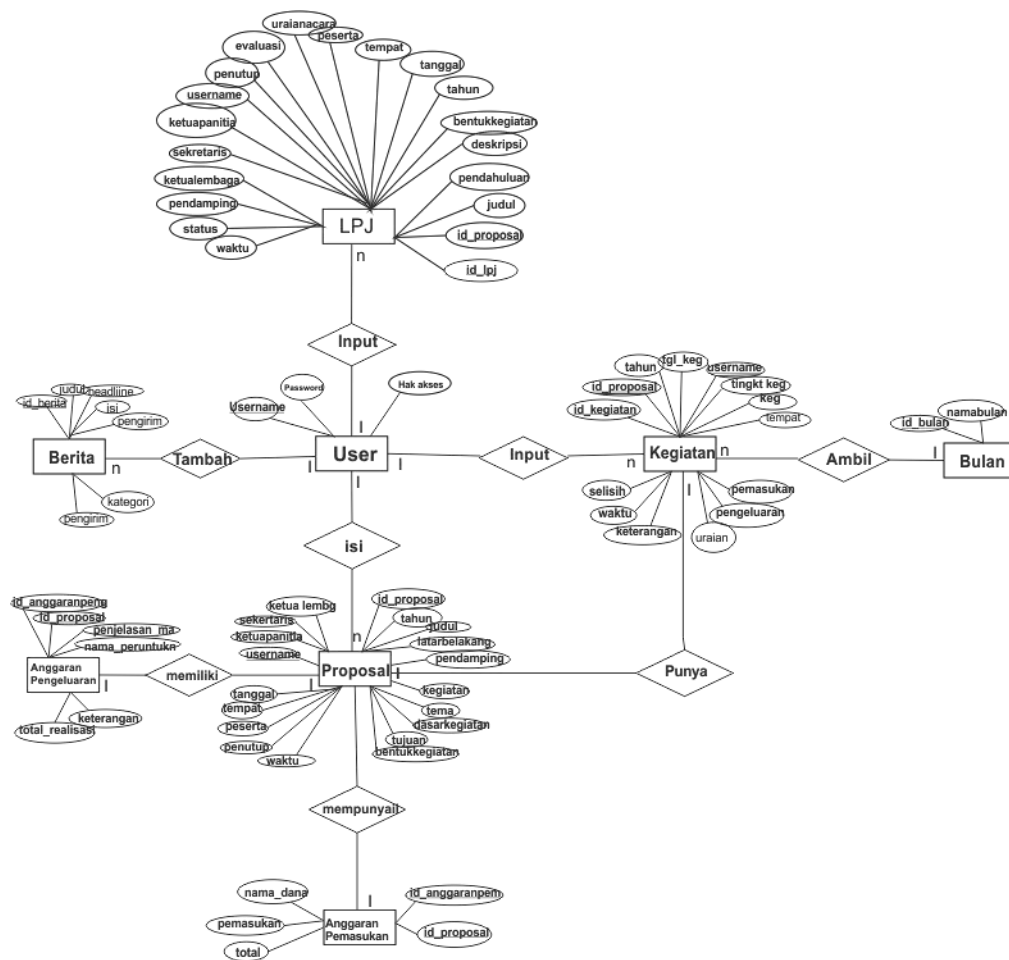 uraianacara
peserta
evaluasi
tempat
penutup
tanggal
username
tahun
ketuapanitia
bentukkegiatan
deskripsi
sekretaris
ketualembaga
pendahuluan
pendamping
judul
status
LPJ
id_proposal
waktu
n
id_lpj
Input
tgl_keg
tahun
username
id_proposal
tingkt keg
id_kegiatan
keg
tempat
Password
Hak akses
Username
judul
headliine
id_berita
isi
pengirim
namabulan
id_bulan
Berita
n
Tambah
I
I
User
I
I
Input
n
Kegiatan
n
Ambil
I
Bulan
kategori
pengirim
selisih
waktu
keterangan
I
pemasukan
pengeluaran
uraian
isi
id_anggaranpeng
id_proposal
penjelasan_ma
nama_peruntukn
ketua lembg
sekertaris
ketuapanitia
username
n
id_proposal
tahun
judul
latarbelakang
pendamping
Anggaran
Pengeluaran
I
memiliki
I
Proposal
I
Punya
keterangan
total_realisasi
tanggal
tempat
peserta
penutup
waktu
kegiatan
tema
dasarkegiatan
tujuan
bentukkegiatan
mempunyail
I
nama_dana
id_anggaranpem
pemasukan
Anggaran
Pemasukan
id_proposal
total